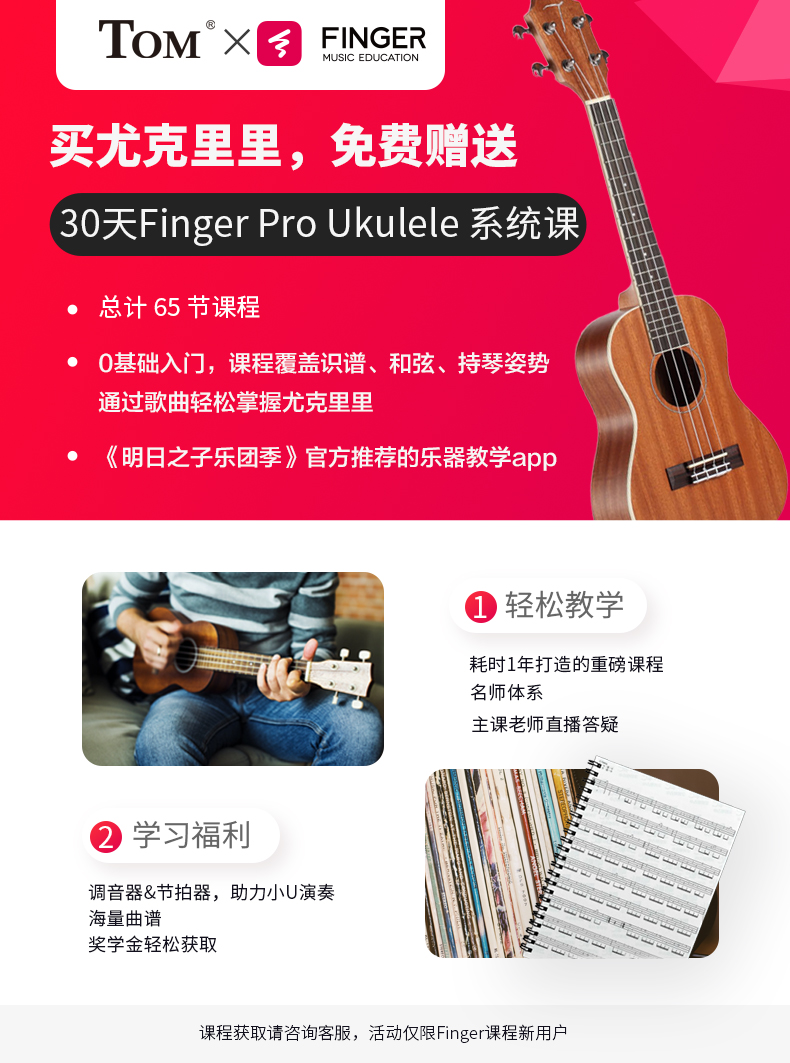 TOM® × FINGER
MUSIC EDUCATION
买尤克里里，免费赠送
30天Finger Pro Ukulele 系统课
总计 65 节课程
0基础入门，课程覆盖识谱、和弦、持琴姿势
通过歌曲轻松掌握尤克里里
《明日之子乐团季》官方推荐的乐器教学app
1 轻松教学
耗时1年打造的重磅课程
名师体系
主课老师直播答疑
2 学习福利
调音器&节拍器，助力小U演奏
海量曲谱
奖学金轻松获取
课程获取请咨询客服，活动仅限Finger课程新用户